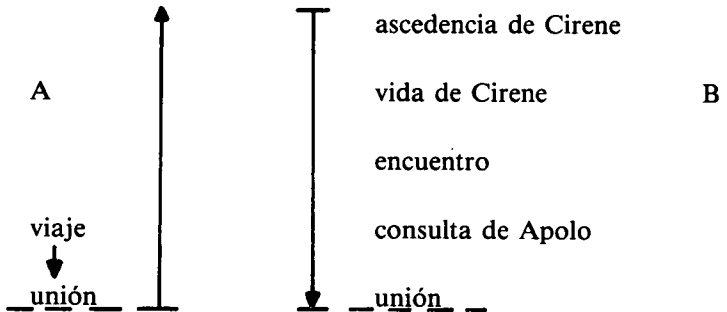 ascedencia de Cirene
A vida de Cirene B
encuentro
viaje consulta de Apolo
unión unión